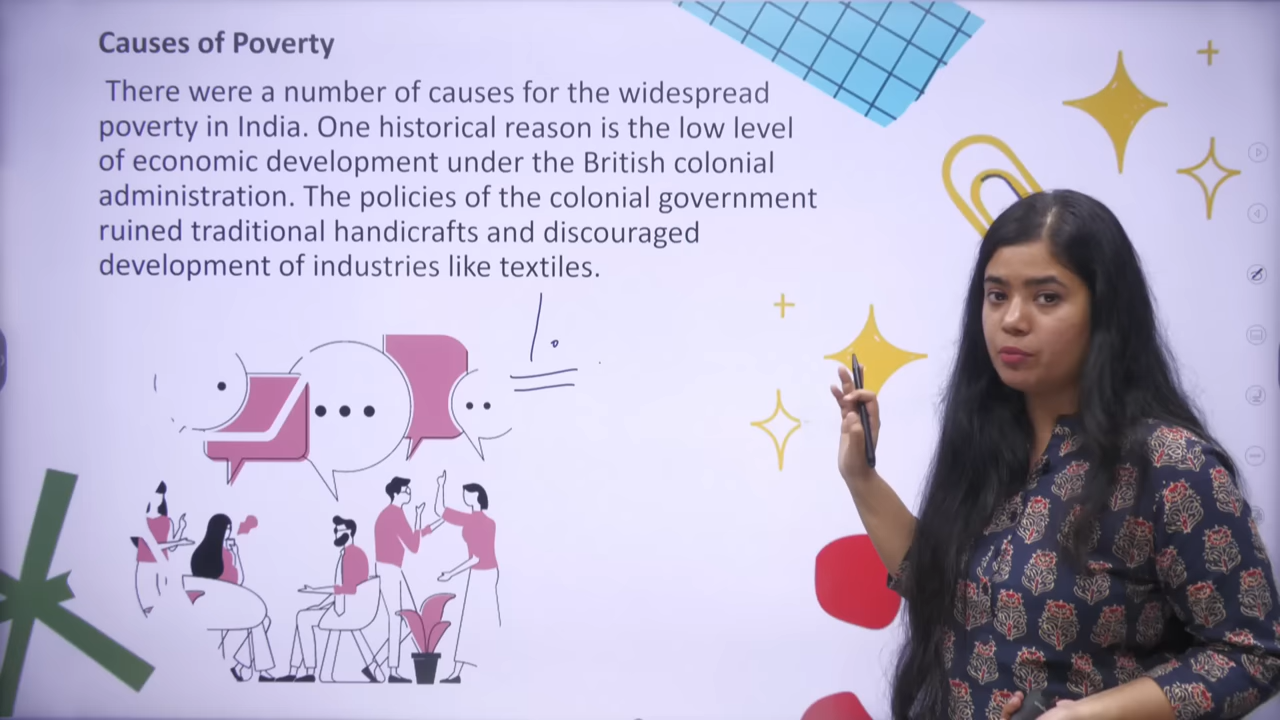 Causes of Poverty
There were a number of causes for the widespread
poverty in India. One historical reason is the low level
of economic development under the British colonial
administration. The policies of the colonial government
ruined traditional handicrafts and discouraged
development of industries like textiles.
1.